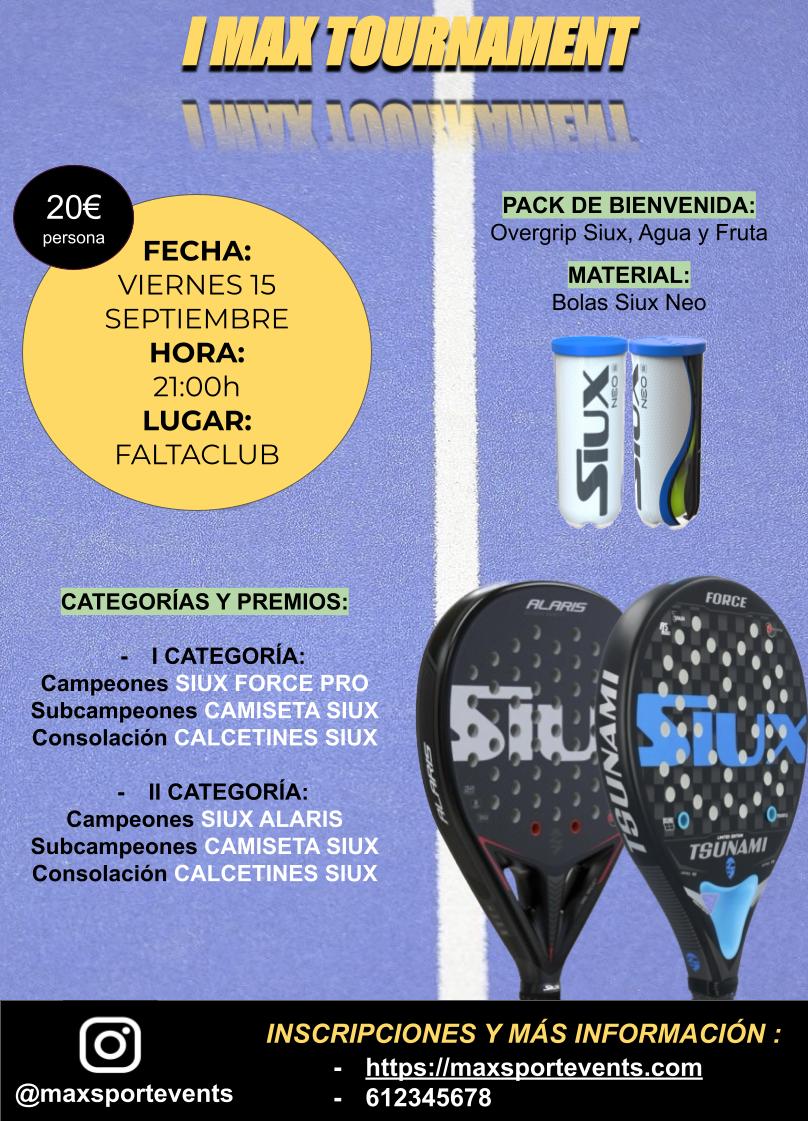 I MAX TOURNAMENT
20€
persona
FECHA:
VIERNES 15
SEPTIEMBRE
HORA:
21:00h
LUGAR:
FALTACLUB
PACK DE BIENVENIDA:
Overgrip Siux, Agua y Fruta
MATERIAL:
Bolas Siux Neo
SIUX
NEO
SIUX
NEO
CATEGORÍAS Y PREMIOS:
- I CATEGORÍA:
Campeones SIUX FORCE PRO
Subcampeones CAMISETA SIUX
Consolación CALCETINES SIUX
- II CATEGORÍA:
Campeones SIUX ALARIS
Subcampeones CAMISETA SIUX
Consolación CALCETINES SIUX
ALARIS
SIU
ALARIS
SIUX
FORCE
SIUX
TSUNAMI
LIMITED EDITION
TSUNAMI
@maxsportevents
INSCRIPCIONES Y MÁS INFORMACIÓN :
- https://maxsportevents.com
- 612345678